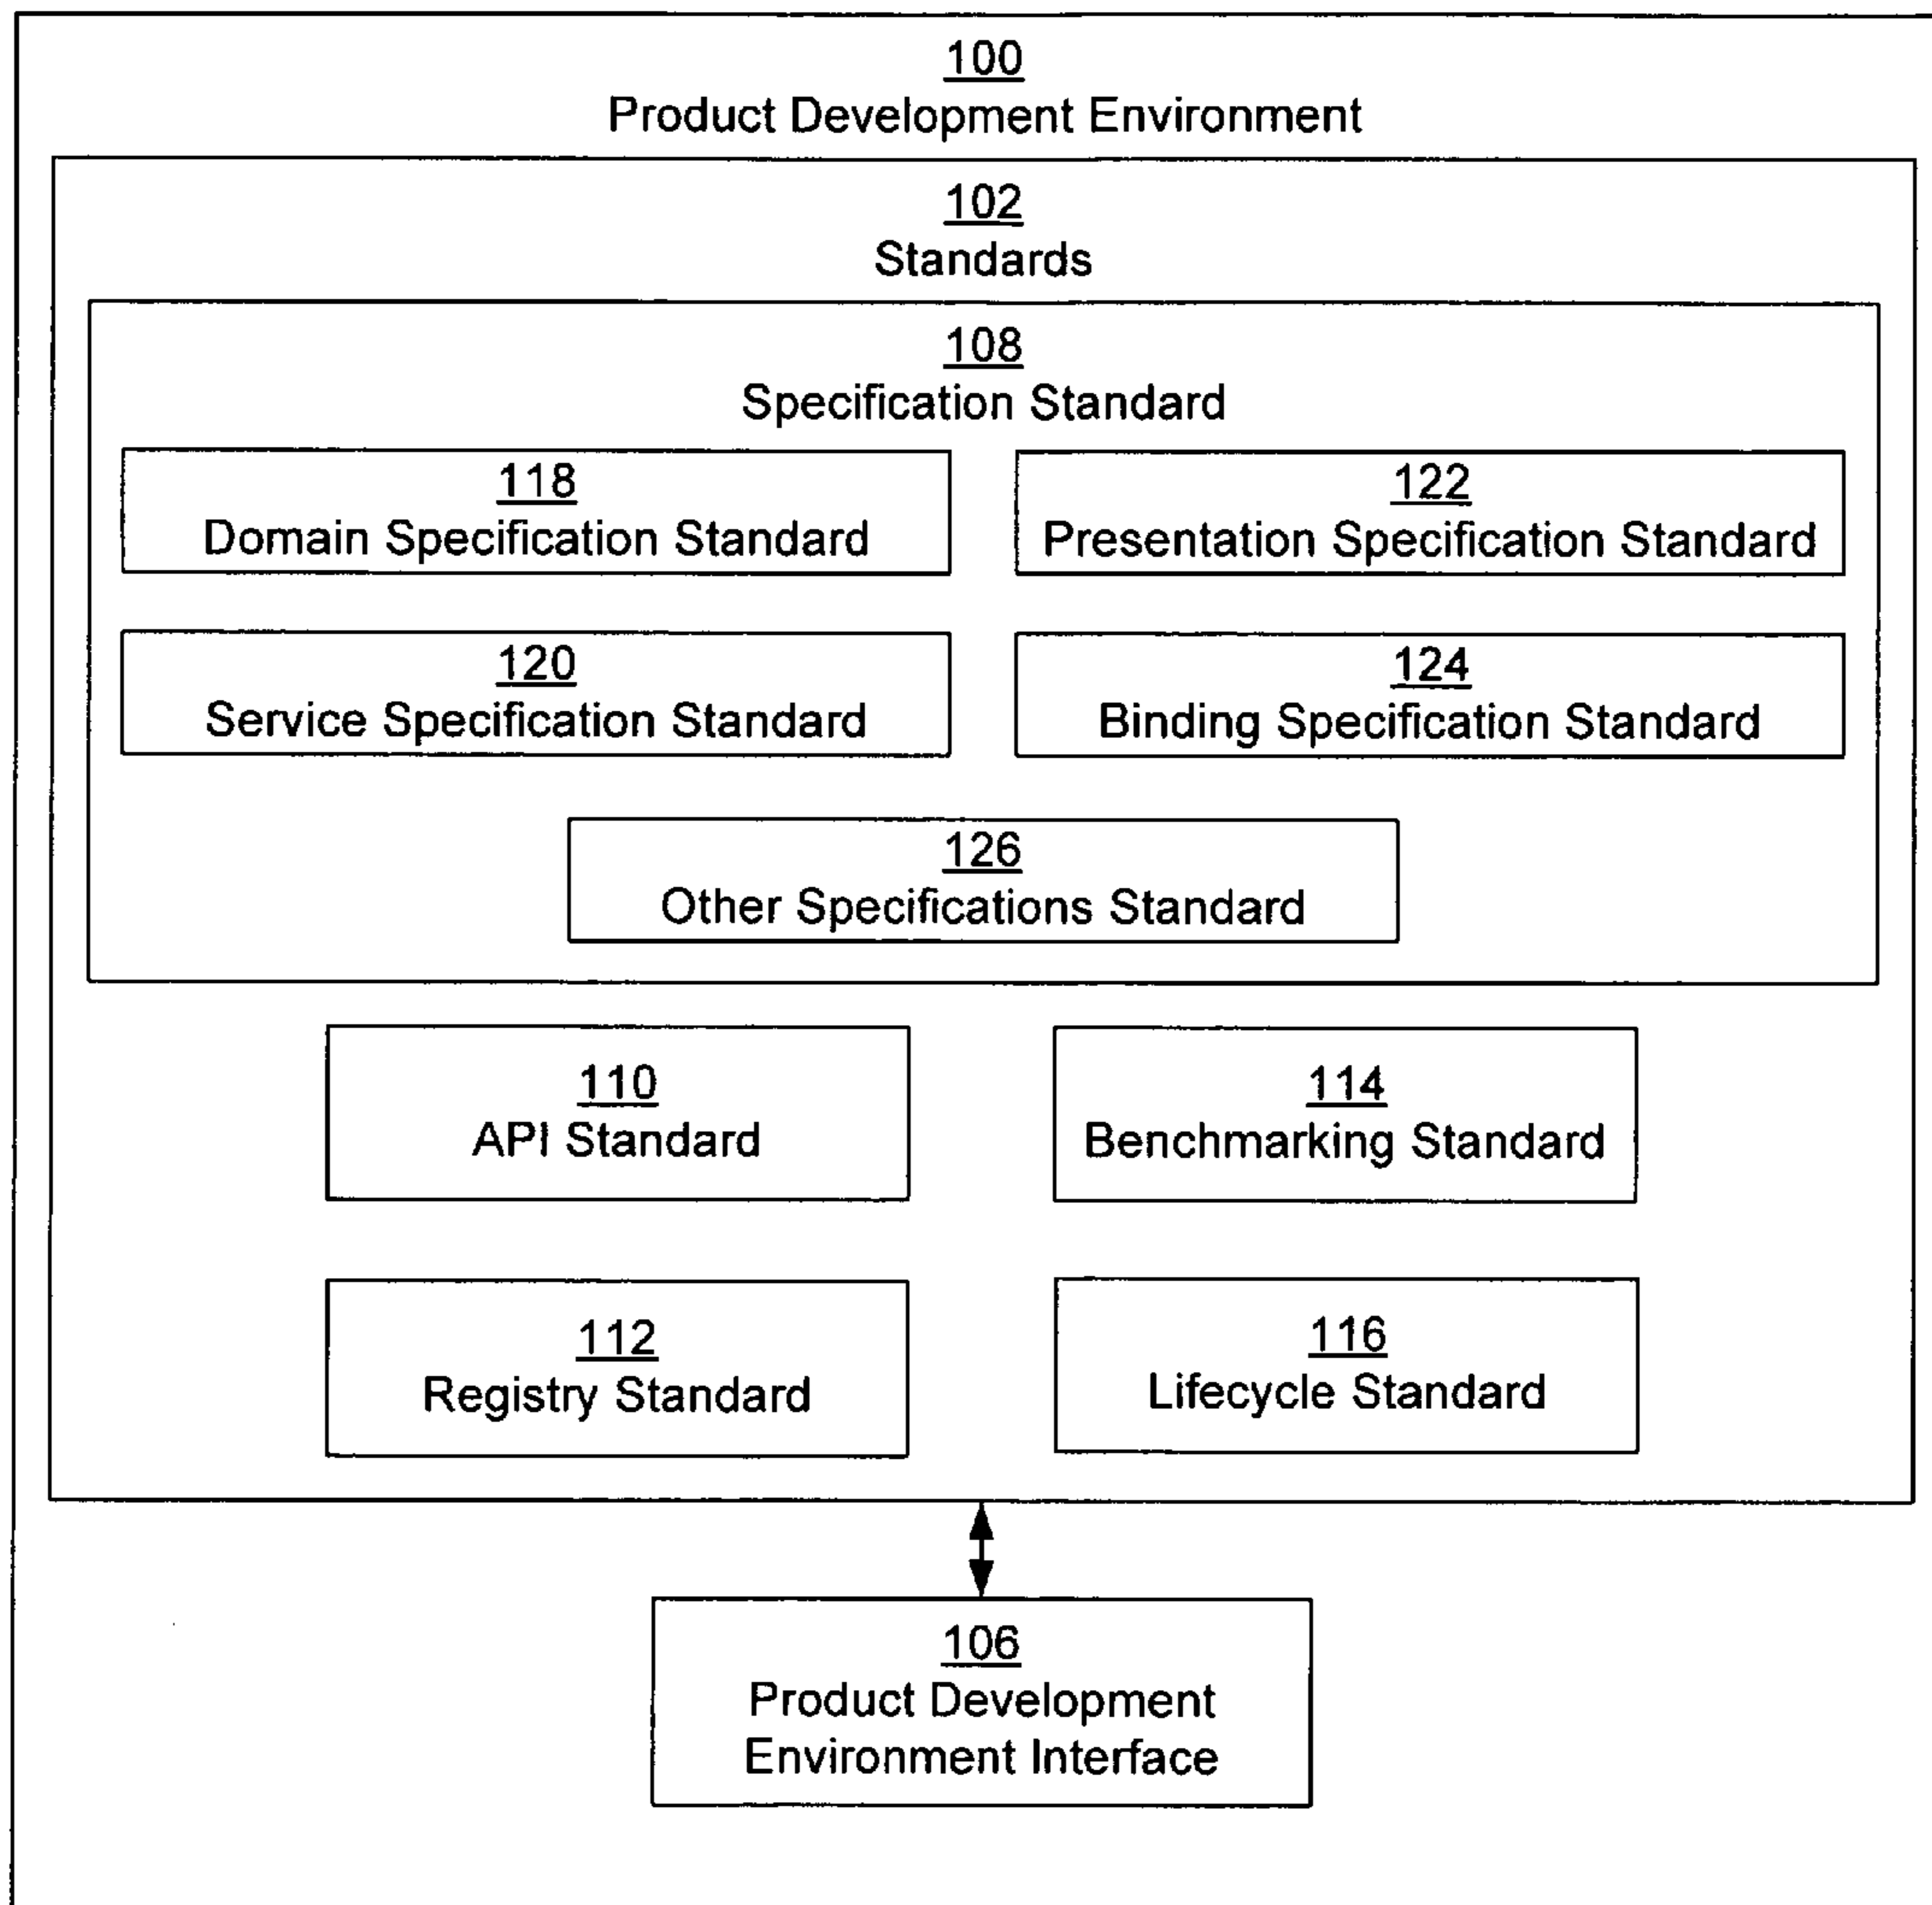 100
Product Development Environment
102
Standards
108
Specification Standard
118
Domain Specification Standard
122
Presentation Specification Standard
120
Service Specification Standard
124
Binding Specification Standard
126
Other Specifications Standard
110
API Standard
114
Benchmarking Standard
112
Registry Standard
116
Lifecycle Standard
106
Product Development
Environment Interface